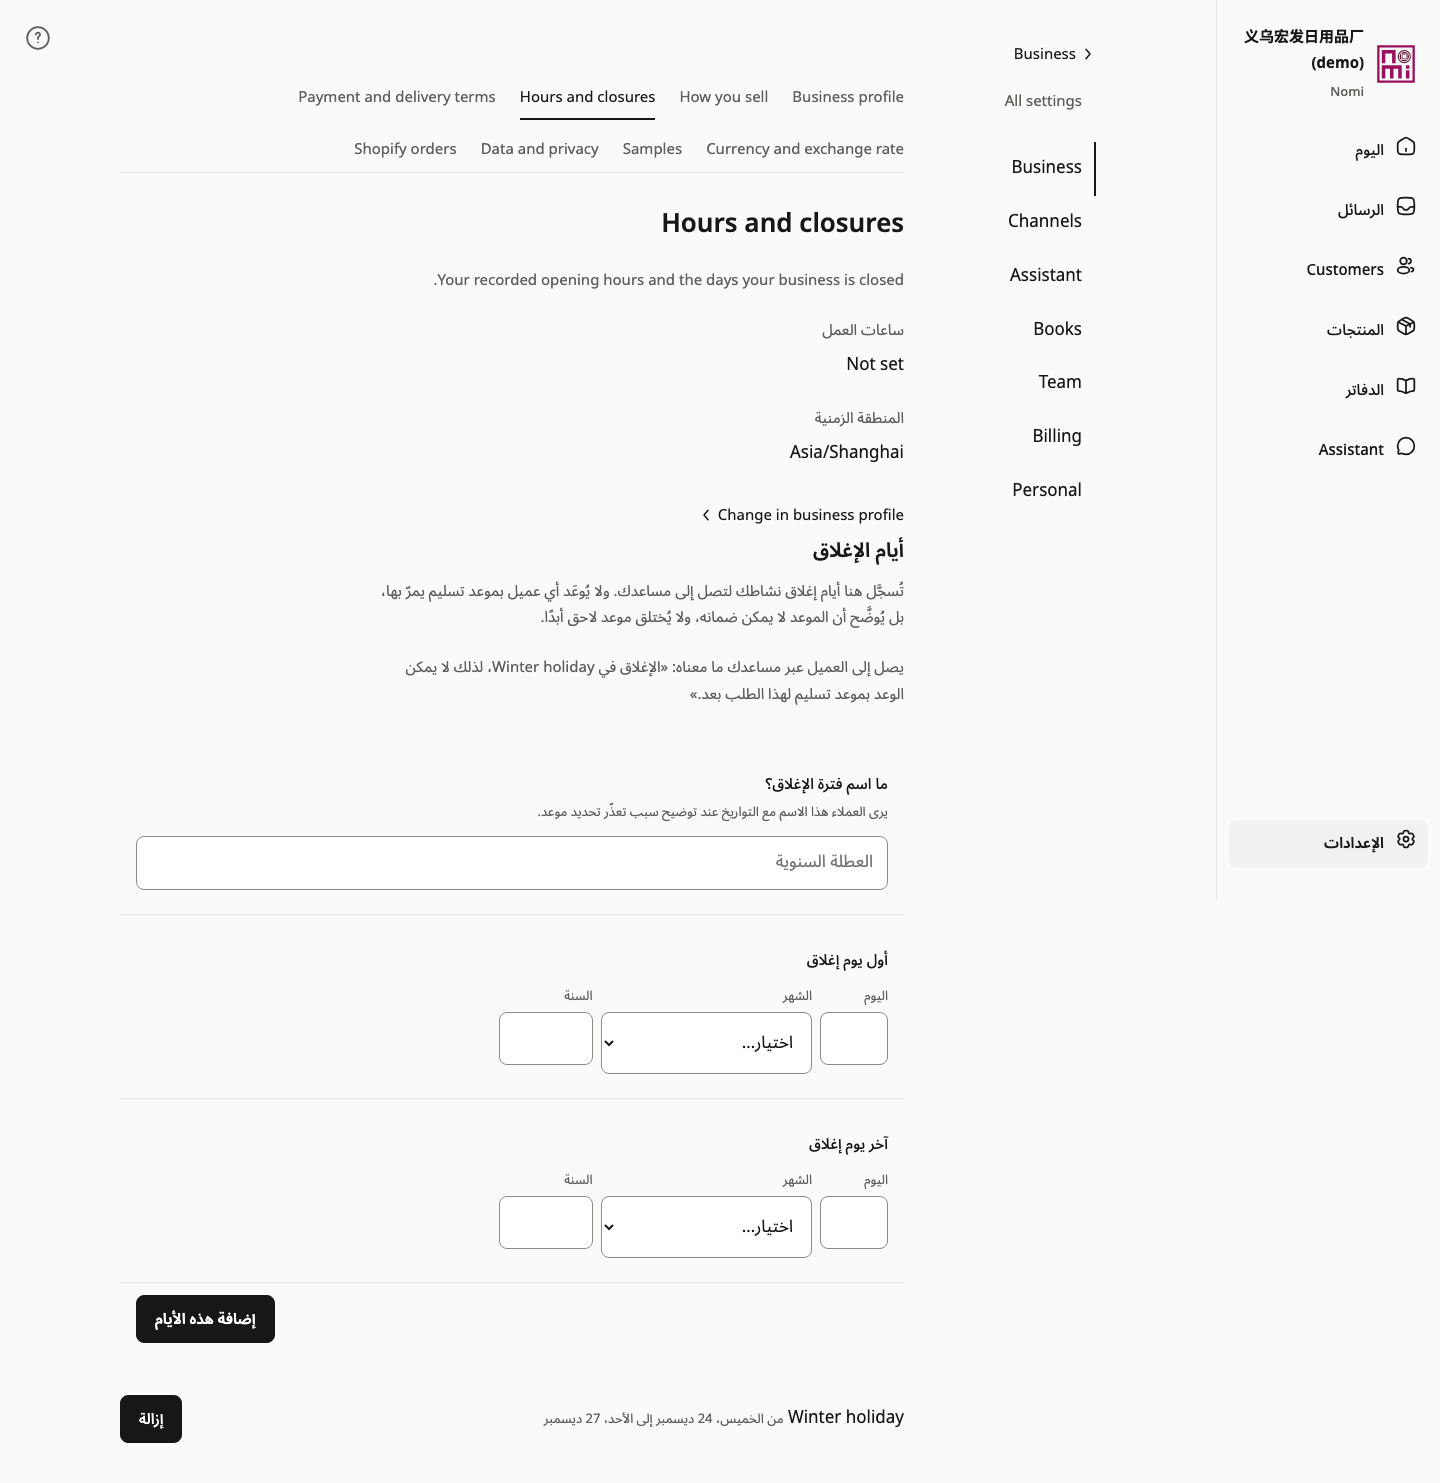 义乌宏发日用品厂
(demo)
Nomi
اليوم
الرسائل
Customers
المنتجات
الدفاتر
Assistant
الإعدادات
Business
All settings
Business
Channels
Assistant
Books
Team
Billing
Personal
Business profile
How you sell
Hours and closures
Payment and delivery terms
Currency and exchange rate
Samples
Data and privacy
Shopify orders
Hours and closures
Your recorded opening hours and the days your business is closed.
ساعات العمل
Not set
المنطقة الزمنية
Asia/Shanghai
Change in business profile
أيام الإغلاق
تُسجَّل هنا أيام إغلاق نشاطك لتصل إلى مساعدك. ولا يُوعَد أي عميل بموعد تسليم يمرّ بها،
بل يُوضَّح أن الموعد لا يمكن ضمانه، ولا يُختلق موعد لاحق أبدًا.
يصل إلى العميل عبر مساعدك ما معناه: «الإغلاق في Winter holiday، لذلك لا يمكن
الوعد بموعد تسليم لهذا الطلب بعد.»
ما اسم فترة الإغلاق؟
يرى العملاء هذا الاسم مع التواريخ عند توضيح سبب تعذّر تحديد موعد.
العطلة السنوية
أول يوم إغلاق
اليوم
الشهر
السنة
اختيار...
آخر يوم إغلاق
اليوم
الشهر
السنة
اختيار...
إضافة هذه الأيام
Winter holiday من الخميس، 24 ديسمبر إلى الأحد، 27 ديسمبر
إزالة